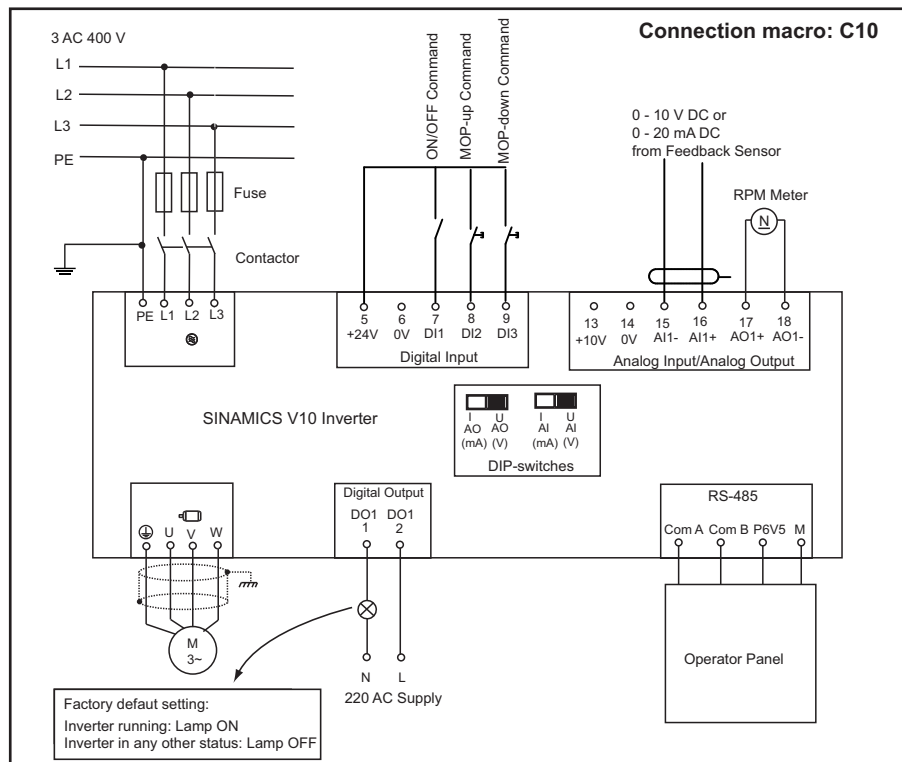 Connection macro: C10
3 AC 400 V
L1
L2
L3
PE
Fuse
Contactor
ON/OFF Command
MOP-up Command
MOP-down Command
0 - 10 V DC or
0 - 20 mA DC
from Feedback Sensor
RPM Meter
N
PE L1 L2 L3
5 6 7 8 9
+24V 0V DI1 DI2 DI3
Digital Input
13 14 15 16 17 18
+10V 0V AI1- AI1+ AO1+ AO1-
Analog Input/Analog Output
SINAMICS V10 Inverter
I U I U
AO AO AI AI
(mA) (V) (mA) (V)
DIP-switches
U V W
Digital Output
DO1 DO1
1 2
RS-485
Com A Com B P6V5 M
M
3~
N L
220 AC Supply
Operator Panel
Factory defaut setting:
Inverter running: Lamp ON
Inverter in any other status: Lamp OFF